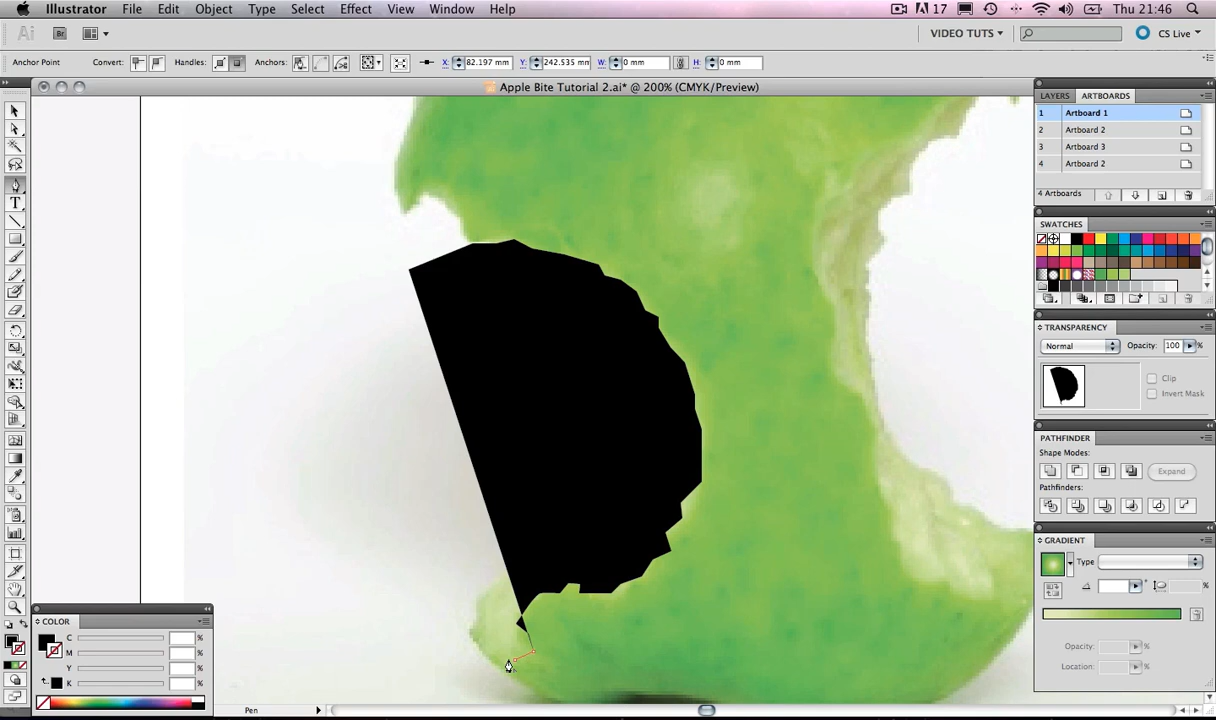 Illustrator File Edit Object Type Select Effect View Window Help 17 Thu 21:46
Ai Br VIDEO TUTS CS Live
Anchor Point Convert: Handles: Anchors: X: 82.197 mm Y: 242.535 mm W: 0 mm H: 0 mm
Apple Bite Tutorial 2.ai* @ 200% (CMYK/Preview)
LAYERS ARTBOARDS
1 Artboard 1
2 Artboard 2
3 Artboard 3
4 Artboard 2
4 Artboards
SWATCHES
TRANSPARENCY
Normal Opacity: 100 %
Clip
Invert Mask
PATHFINDER
Shape Modes:
Expand
Pathfinders:
GRADIENT
Type
° %
Opacity: %
Location: %
COLOR
C %
M %
Y %
K %
Pen